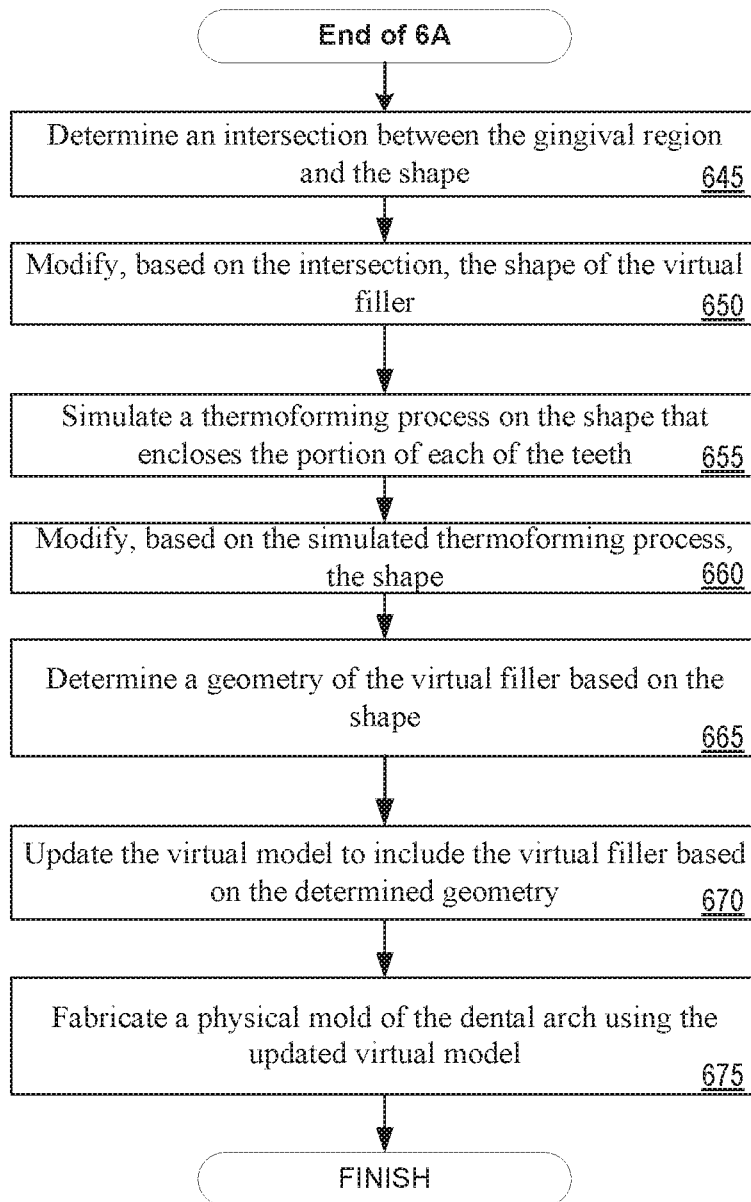 End of 6A
Determine an intersection between the gingival region
and the shape
645
Modify, based on the intersection, the shape of the virtual
filler
650
Simulate a thermoforming process on the shape that
encloses the portion of each of the teeth
655
Modify, based on the simulated thermoforming process,
the shape
660
Determine a geometry of the virtual filler based on the
shape
665
Update the virtual model to include the virtual filler based
on the determined geometry
670
Fabricate a physical mold of the dental arch using the
updated virtual model
675
FINISH